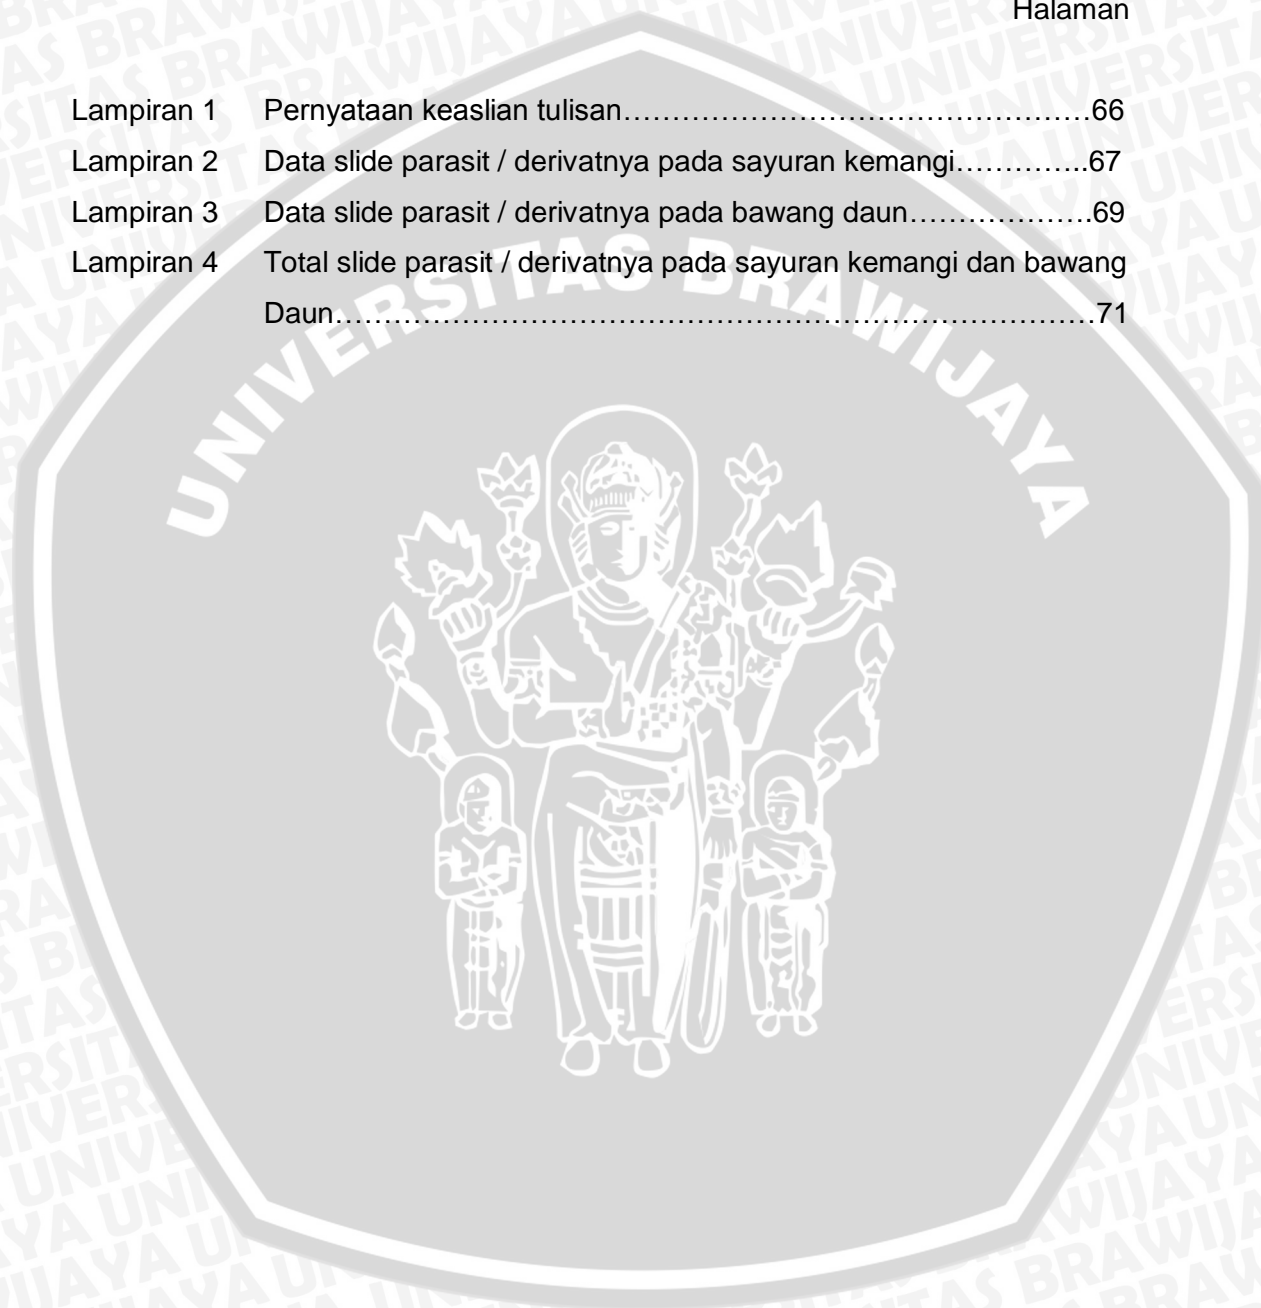 Halaman
Lampiran 1 Pernyataan keaslian tulisan…………………………………………66
Lampiran 2 Data slide parasit / derivatnya pada sayuran kemangi…………..67
Lampiran 3 Data slide parasit / derivatnya pada bawang daun……………….69
Lampiran 4 Total slide parasit / derivatnya pada sayuran kemangi dan bawang
Daun……………………………………………………………………71
UNIVERSITAS BRAWIJAYA